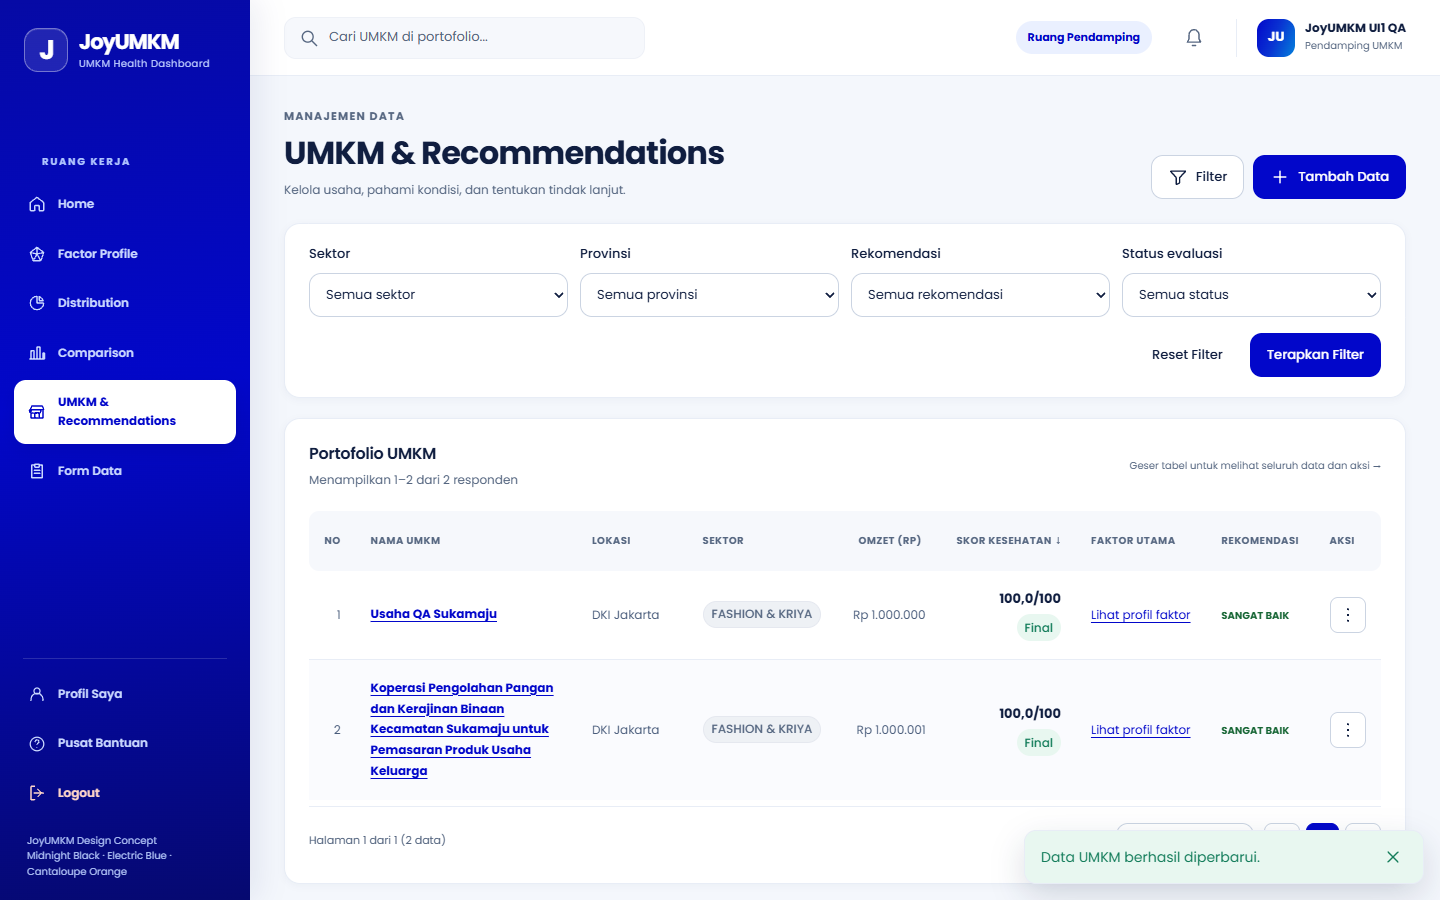 J JoyUMKM
UMKM Health Dashboard
RUANG KERJA
Home
Factor Profile
Distribution
Comparison
UMKM &
Recommendations
Form Data
Profil Saya
Pusat Bantuan
Logout
JoyUMKM Design Concept
Midnight Black · Electric Blue ·
Cantaloupe Orange
Cari UMKM di portofolio...
Ruang Pendamping
JU
JoyUMKM UI1 QA
Pendamping UMKM
MANAJEMEN DATA
UMKM & Recommendations
Kelola usaha, pahami kondisi, dan tentukan tindak lanjut.
Filter
Tambah Data
Sektor Provinsi Rekomendasi Status evaluasi
Semua sektor Semua provinsi Semua rekomendasi Semua status
Reset Filter Terapkan Filter
Portofolio UMKM
Menampilkan 1–2 dari 2 responden
Geser tabel untuk melihat seluruh data dan aksi →
NO NAMA UMKM LOKASI SEKTOR OMZET (RP) SKOR KESEHATAN ↓ FAKTOR UTAMA REKOMENDASI AKSI
1 Usaha QA Sukamaju DKI Jakarta FASHION & KRIYA Rp 1.000.000 100,0/100 Lihat profil faktor SANGAT BAIK
Final
2 Koperasi Pengolahan Pangan
dan Kerajinan Binaan
Kecamatan Sukamaju untuk
Pemasaran Produk Usaha
Keluarga
DKI Jakarta FASHION & KRIYA Rp 1.000.001 100,0/100 Lihat profil faktor SANGAT BAIK
Final
Halaman 1 dari 1 (2 data)
Data UMKM berhasil diperbarui.